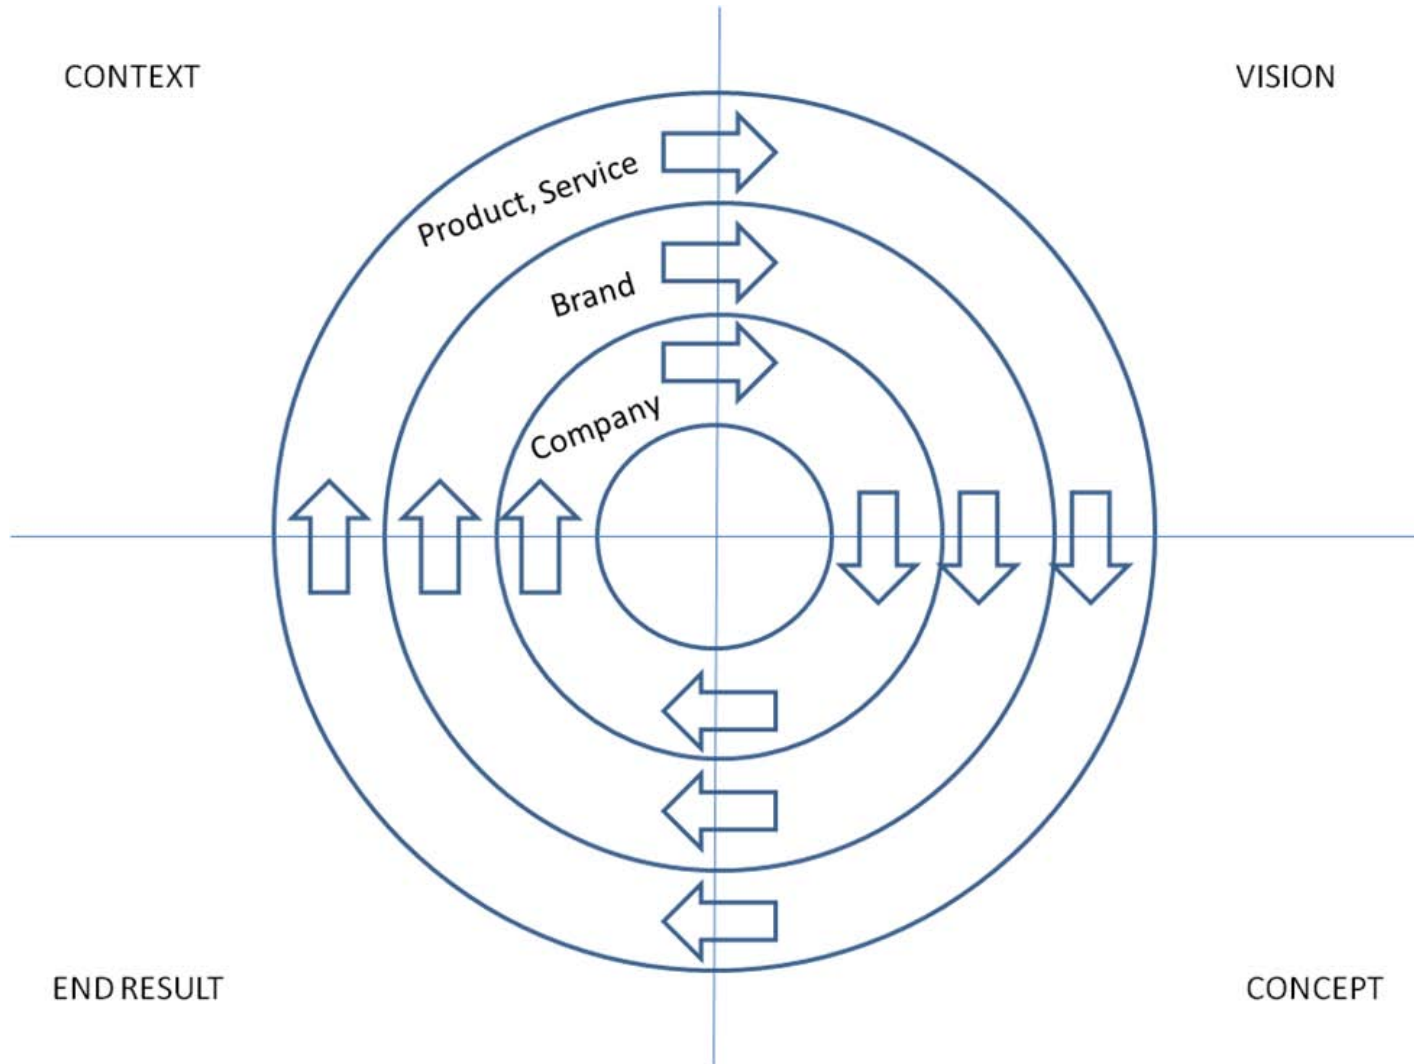 CONTEXT
VISION
Product, Service
Brand
Company
END RESULT
CONCEPT